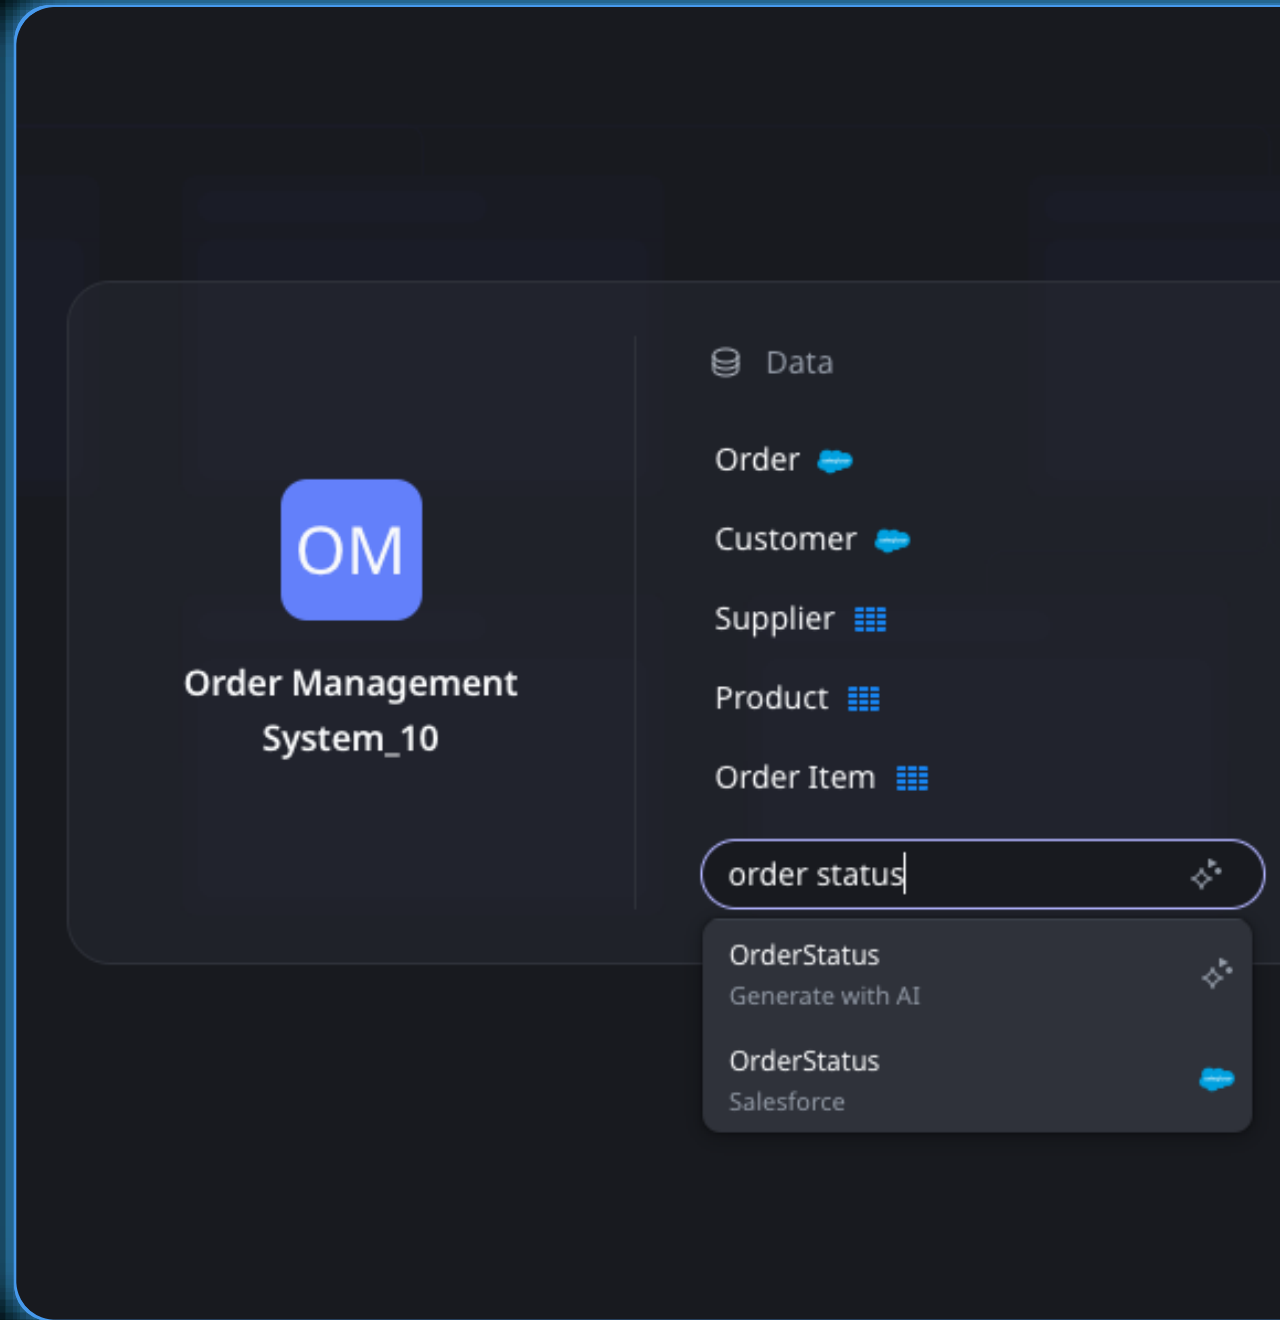 OM
Order Management
System_10
Data
Order
Customer
Supplier
Product
Order Item
order status
OrderStatus
Generate with AI
OrderStatus
Salesforce